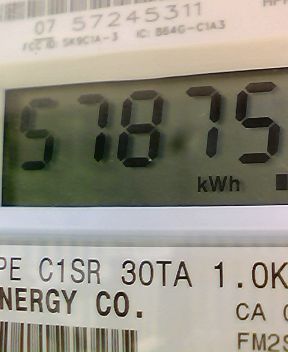 07 57245311
FCC ID: SK9C1A-3 IC: 864G-C1A3
57875
kWh
PE C1SR 30TA 1.0K
NERGY CO.
CA
FM2S